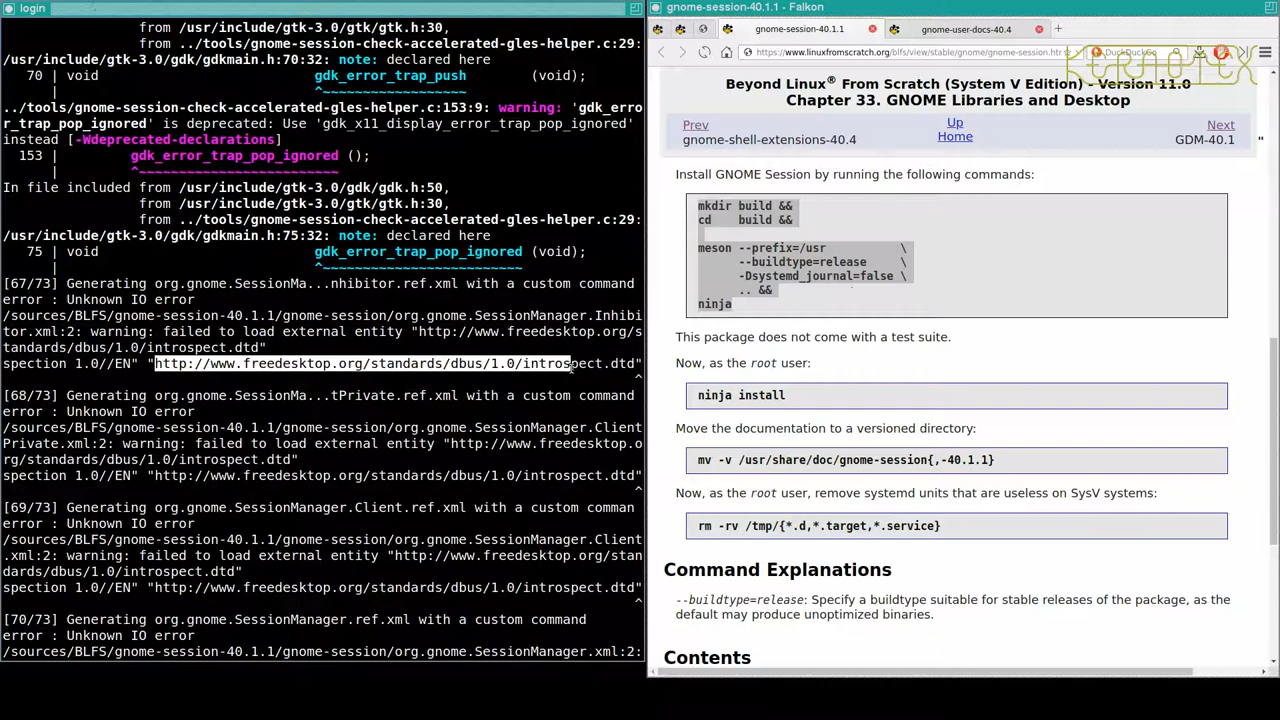 login
from /usr/include/gtk-3.0/gtk/gtk.h:30,
from ../tools/gnome-session-check-accelerated-gles-helper.c:29:
/usr/include/gtk-3.0/gdk/gdkmain.h:70:32: note: declared here
70 | void gdk_error_trap_push (void);
| ^~~~~~~~~~~~~~~~~~~
../tools/gnome-session-check-accelerated-gles-helper.c:153:9: warning: 'gdk_erro
r_trap_pop_ignored' is deprecated: Use 'gdk_x11_display_error_trap_pop_ignored'
instead [-Wdeprecated-declarations]
153 | gdk_error_trap_pop_ignored ();
| ^~~~~~~~~~~~~~~~~~~~~~~~~~
In file included from /usr/include/gtk-3.0/gdk/gdk.h:50,
from /usr/include/gtk-3.0/gtk/gtk.h:30,
from ../tools/gnome-session-check-accelerated-gles-helper.c:29:
/usr/include/gtk-3.0/gdk/gdkmain.h:75:32: note: declared here
75 | void gdk_error_trap_pop_ignored (void);
| ^~~~~~~~~~~~~~~~~~~~~~~~~~
[67/73] Generating org.gnome.SessionMa...nhibitor.ref.xml with a custom command
error : Unknown IO error
/sources/BLFS/gnome-session-40.1.1/gnome-session/org.gnome.SessionManager.Inhibi
tor.xml:2: warning: failed to load external entity "http://www.freedesktop.org/s
tandards/dbus/1.0/introspect.dtd"
spection 1.0//EN" "http://www.freedesktop.org/standards/dbus/1.0/introspect.dtd"
^
[68/73] Generating org.gnome.SessionMa...tPrivate.ref.xml with a custom command
error : Unknown IO error
/sources/BLFS/gnome-session-40.1.1/gnome-session/org.gnome.SessionManager.Client
Private.xml:2: warning: failed to load external entity "http://www.freedesktop.o
rg/standards/dbus/1.0/introspect.dtd"
spection 1.0//EN" "http://www.freedesktop.org/standards/dbus/1.0/introspect.dtd"
^
[69/73] Generating org.gnome.SessionManager.Client.ref.xml with a custom comman
error : Unknown IO error
/sources/BLFS/gnome-session-40.1.1/gnome-session/org.gnome.SessionManager.Client
.xml:2: warning: failed to load external entity "http://www.freedesktop.org/stan
dards/dbus/1.0/introspect.dtd"
spection 1.0//EN" "http://www.freedesktop.org/standards/dbus/1.0/introspect.dtd"
^
[70/73] Generating org.gnome.SessionManager.ref.xml with a custom command
error : Unknown IO error
/sources/BLFS/gnome-session-40.1.1/gnome-session/org.gnome.SessionManager.xml:2:
gnome-session-40.1.1 - Falkon
gnome-session-40.1.1
gnome-user-docs-40.4
https://www.linuxfromscratch.org/blfs/view/stable/gnome/gnome-session.htm
DuckDuckGo
KERNOTEX
Beyond Linux® From Scratch (System V Edition) - Version 11.0
Chapter 33. GNOME Libraries and Desktop
Prev Up Next
gnome-shell-extensions-40.4 Home GDM-40.1
"
Install GNOME Session by running the following commands:
mkdir build &&
cd build &&
meson --prefix=/usr \
--buildtype=release \
-Dsystemd_journal=false \
.. &&
ninja
This package does not come with a test suite.
Now, as the root user:
ninja install
Move the documentation to a versioned directory:
mv -v /usr/share/doc/gnome-session{,-40.1.1}
Now, as the root user, remove systemd units that are useless on SysV systems:
rm -rv /tmp/{*.d,*.target,*.service}
Command Explanations
--buildtype=release: Specify a buildtype suitable for stable releases of the package, as the
default may produce unoptimized binaries.
Contents